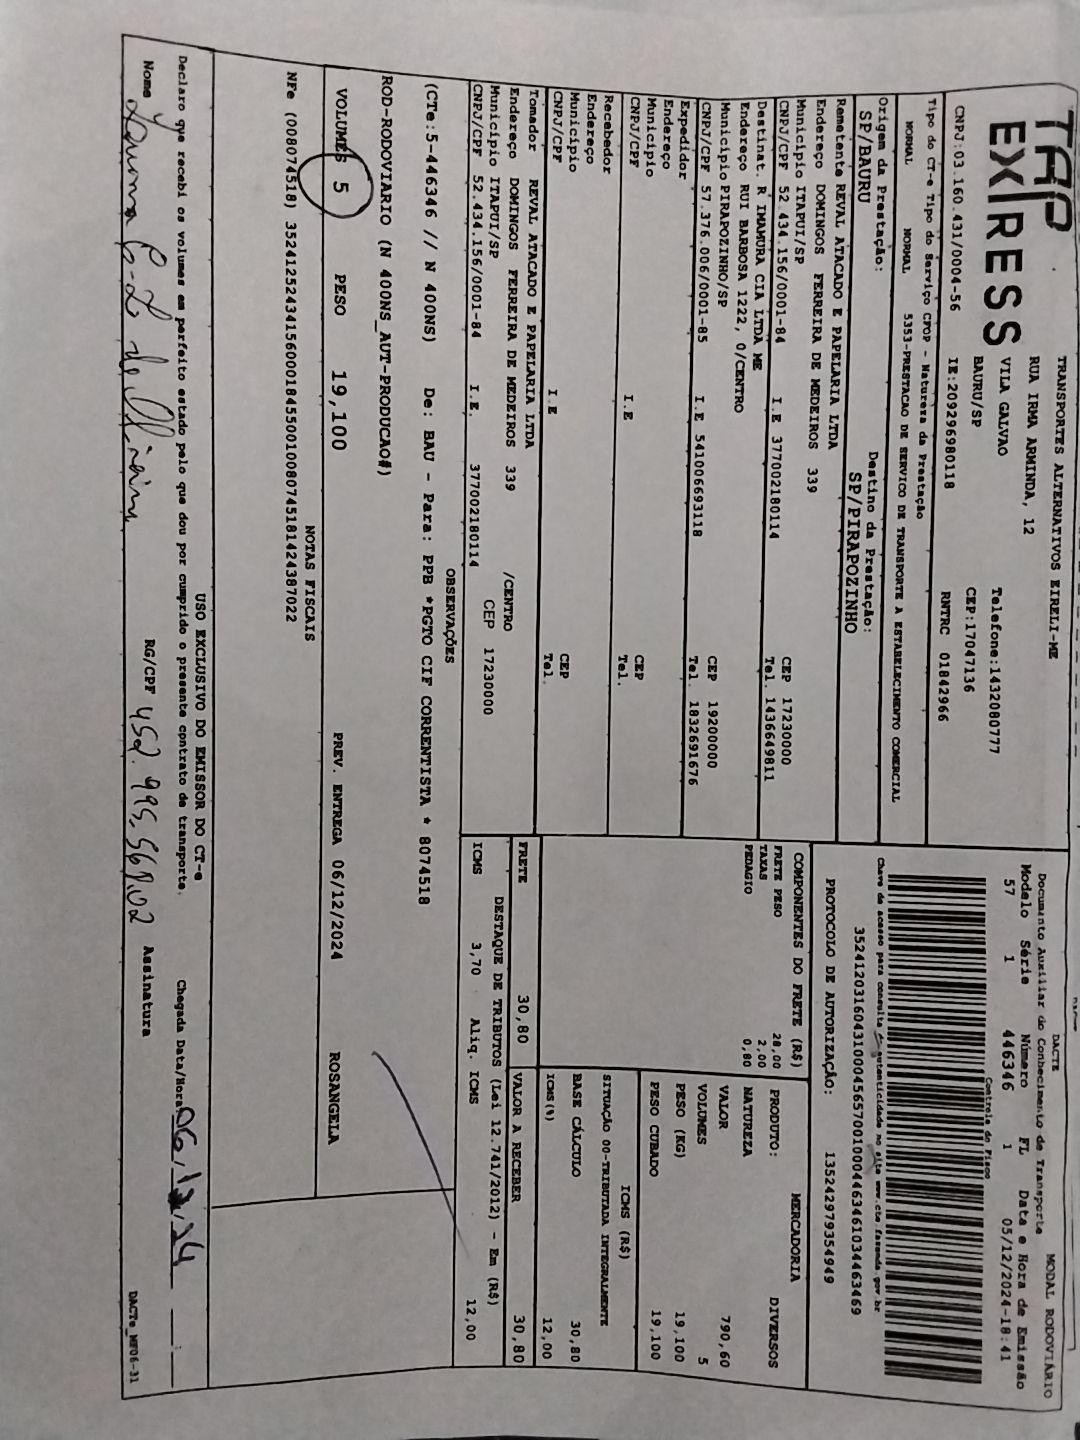 TAP EXPRESS
TRANSPORTES ALTERNATIVOS EIRELI-ME
RUA IRMA ARMINDA, 12
VILA GALVAO
BAURU/SP
Telefone:1432080777
CEP:17047136
CNPJ:03.160.431/0004-56 IE:209296980118 RNTRC 01842966
DACTE MODAL RODOVIÁRIO
Documento Auxiliar do Conhecimento de Transporte
Modelo Série Número FL Data e Hora de Emissão
57 1 446346 1 05/12/2024-18:41
Controle do Fisco
Chave de acesso para consulta de autenticidade no site www.cte.fazenda.gov.br
35241203160431000456570010004463461034463469
PROTOCOLO DE AUTORIZAÇÃO: 135242979354949
Tipo do CT-e Tipo do Serviço CFOP - Natureza da Prestação
NORMAL NORMAL 5353-PRESTACAO DE SERVICO DE TRANSPORTE A ESTABELECIMENTO COMERCIAL
Origem da Prestação: Destino da Prestação:
SP/BAURU SP/PIRAPOZINHO
Remetente REVAL ATACADO E PAPELARIA LTDA
Endereço DOMINGOS FERREIRA DE MEDEIROS 339
Município ITAPUI/SP CEP 17230000
CNPJ/CPF 52.434.156/0001-84 I.E 377002180114 Tel. 1436649811
Destinat. R IMAMURA CIA LTDA ME
Endereço RUI BARBOSA 1222, 0/CENTRO
Município PIRAPOZINHO/SP CEP 19200000
CNPJ/CPF 57.376.006/0001-85 I.E 541006693118 Tel. 1832691676
Expedidor
Endereço
Município CEP
CNPJ/CPF I.E Tel.
Recebedor
Endereço
Município CEP
CNPJ/CPF I.E Tel.
Tomador REVAL ATACADO E PAPELARIA LTDA
Endereço DOMINGOS FERREIRA DE MEDEIROS 339 /CENTRO
Município ITAPUI/SP CEP 17230000
CNPJ/CPF 52.434.156/0001-84 I.E. 377002180114
COMPONENTES DO FRETE (R$)
FRETE PESO 28,00
TAXAS 2,00
PEDAGIO 0,80
FRETE 30,80
MERCADORIA
PRODUTO: DIVERSOS
NATUREZA
VALOR 790,60
VOLUMES 5
PESO (KG) 19,100
PESO CUBADO 19,100
ICMS (R$)
SITUAÇÃO 00-TRIBUTADA INTEGRALMENTE
BASE CÁLCULO 30,80
ICMS(%) 12,00
VALOR A RECEBER 30,80
DESTAQUE DE TRIBUTOS (Lei 12.741/2012) - Em (R$)
ICMS 3,70 Aliq. ICMS 12,00
OBSERVAÇÕES
(CTe:5-446346 // N 400NS) De: BAU - Para: PPB *PGTO CIF CORRENTISTA * 8074518
ROD-RODOVIARIO (N 400NS_AUT-PRODUCAO#)
VOLUMES 5 PESO 19,100 PREV. ENTREGA 06/12/2024 ROSANGELA
NOTAS FISCAIS
NFe (008074518) 35241252434156000184550010080745181424387022
USO EXCLUSIVO DO EMISSOR DO CT-e
Declaro que recebi os volumes em perfeito estado pelo que dou por cumprido o presente contrato de transporte. Chegada Data/Hora 06/12/24
Nome RG/CPF 452.995.568.02 Assinatura
DACTe_MF06-31